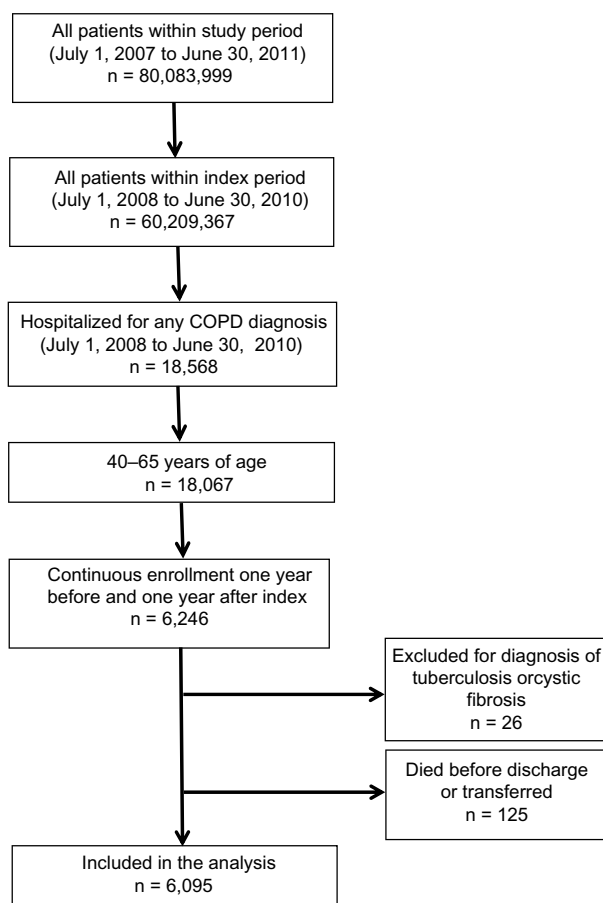 All patients within study period
(July 1, 2007 to June 30, 2011)
n = 80,083,999
All patients within index period
(July 1, 2008 to June 30, 2010)
n = 60,209,367
Hospitalized for any COPD diagnosis
(July 1, 2008 to June 30, 2010)
n = 18,568
40–65 years of age
n = 18,067
Continuous enrollment one year
before and one year after index
n = 6,246
Excluded for diagnosis of
tuberculosis orcystic
fibrosis
n = 26
Died before discharge
or transferred
n = 125
Included in the analysis
n = 6,095